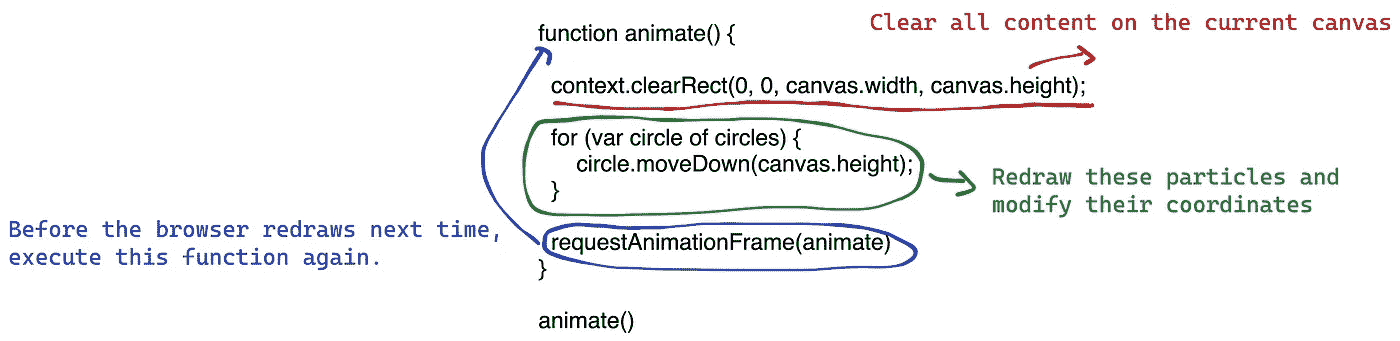 Clear all content on the current canvas
function animate() {
context.clearRect(0, 0, canvas.width, canvas.height);
for (var circle of circles) {
circle.moveDown(canvas.height);
}
Redraw these particles and
modify their coordinates
Before the browser redraws next time,
execute this function again.
requestAnimationFrame(animate)
}
animate()